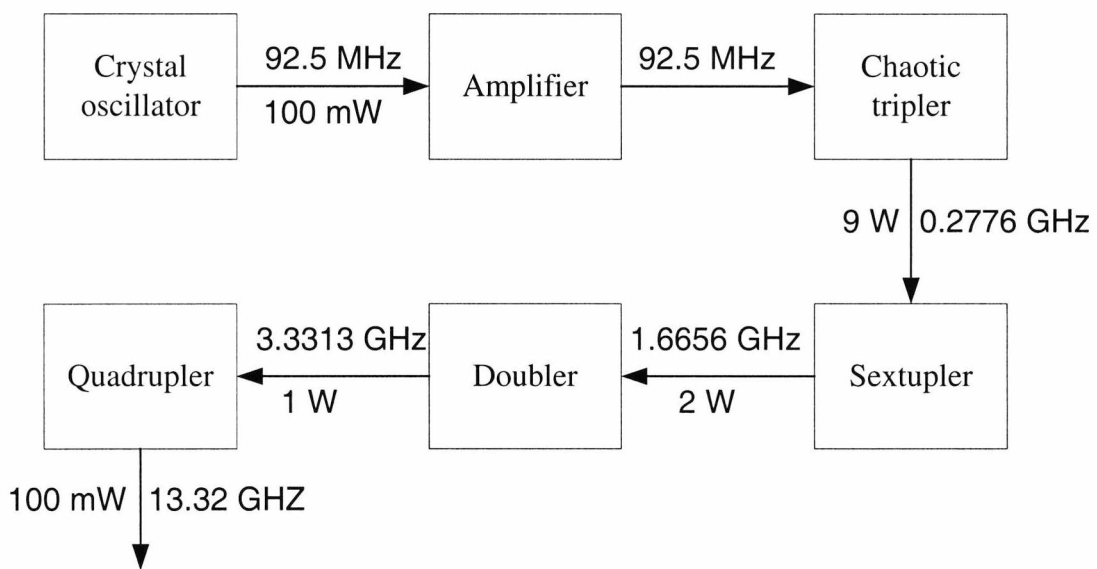 Crystal
oscillator
92.5 MHz
100 mW
Amplifier
92.5 MHz
Chaotic
tripler
9 W
0.2776 GHz
Sextupler
1.6656 GHz
2 W
Doubler
3.3313 GHz
1 W
Quadrupler
100 mW
13.32 GHZ